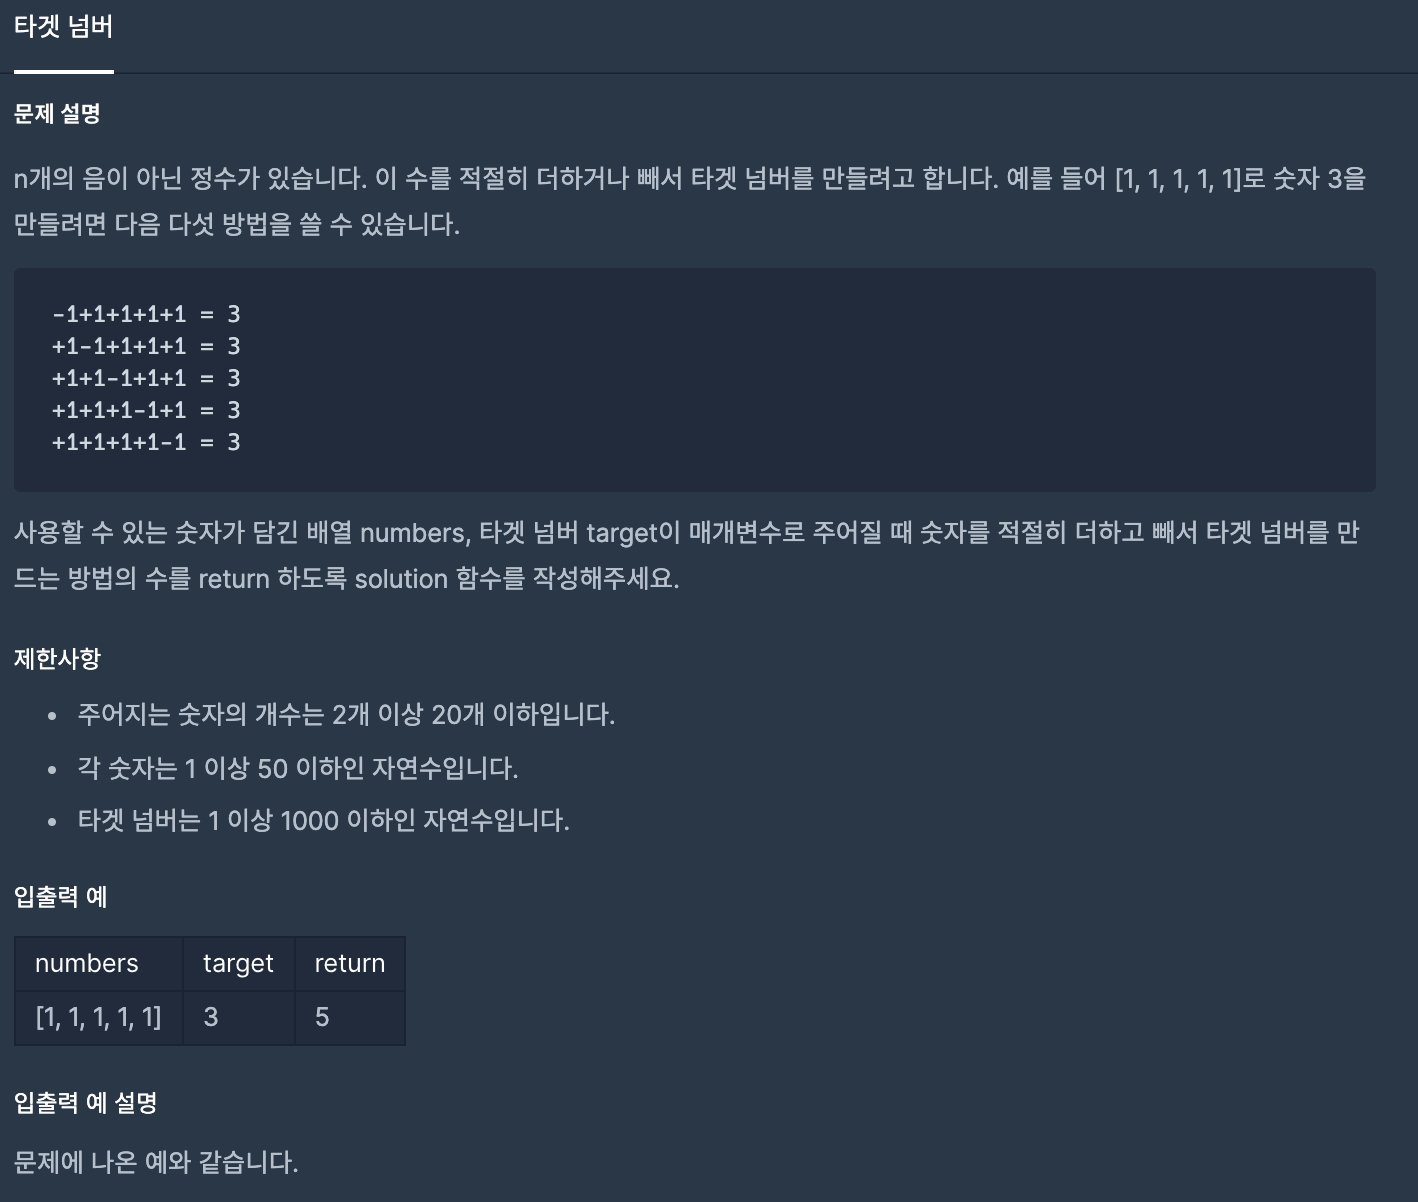 타겟 넘버
문제 설명
n개의 음이 아닌 정수가 있습니다. 이 수를 적절히 더하거나 빼서 타겟 넘버를 만들려고 합니다. 예를 들어 [1, 1, 1, 1, 1]로 숫자 3을
만들려면 다음 다섯 방법을 쓸 수 있습니다.
-1+1+1+1+1 = 3
+1-1+1+1+1 = 3
+1+1-1+1+1 = 3
+1+1+1-1+1 = 3
+1+1+1+1-1 = 3
사용할 수 있는 숫자가 담긴 배열 numbers, 타겟 넘버 target이 매개변수로 주어질 때 숫자를 적절히 더하고 빼서 타겟 넘버를 만
드는 방법의 수를 return 하도록 solution 함수를 작성해주세요.
제한사항
• 주어지는 숫자의 개수는 2개 이상 20개 이하입니다.
• 각 숫자는 1 이상 50 이하인 자연수입니다.
• 타겟 넘버는 1 이상 1000 이하인 자연수입니다.
입출력 예
numbers target return
[1, 1, 1, 1, 1] 3 5
입출력 예 설명
문제에 나온 예와 같습니다.